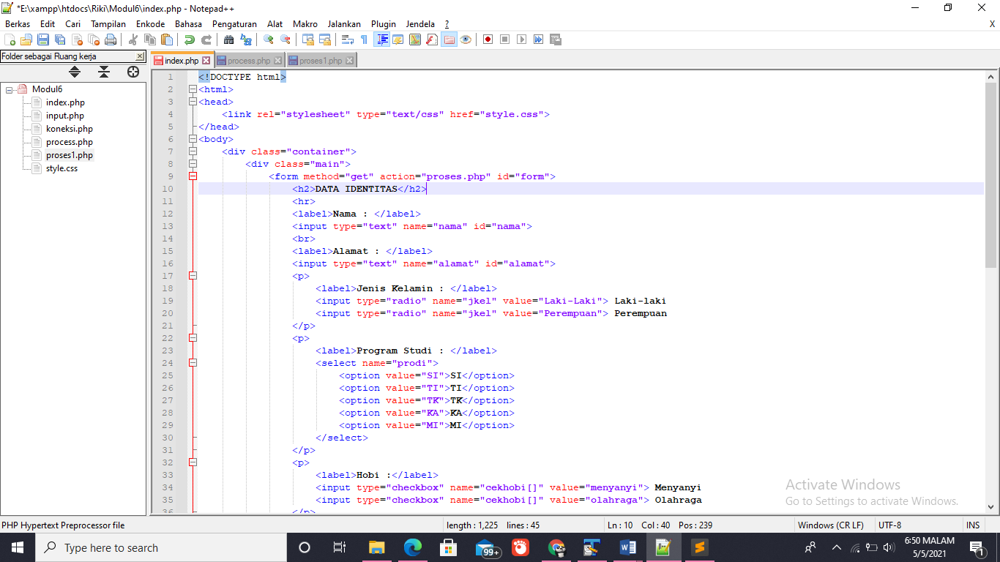 *E:\xampp\htdocs\Riki\Modul6\index.php - Notepad++
Berkas Edit Cari Tampilan Enkode Bahasa Pengaturan Alat Makro Jalankan Plugin Jendela ? X
Folder sebagai Ruang kerja
index.php process.php proses1.php
Modul6
index.php
input.php
koneksi.php
process.php
proses1.php
style.css
1 <!DOCTYPE html>
2 <html>
3 <head>
4 <link rel="stylesheet" type="text/css" href="style.css">
5 </head>
6 <body>
7 <div class="container">
8 <div class="main">
9 <form method="get" action="proses.php" id="form">
10 <h2>DATA IDENTITAS</h2>
11 <hr>
12 <label>Nama : </label>
13 <input type="text" name="nama" id="nama">
14 <br>
15 <label>Alamat : </label>
16 <input type="text" name="alamat" id="alamat">
17 <p>
18 <label>Jenis Kelamin : </label>
19 <input type="radio" name="jkel" value="Laki-Laki"> Laki-laki
20 <input type="radio" name="jkel" value="Perempuan"> Perempuan
21 </p>
22 <p>
23 <label>Program Studi : </label>
24 <select name="prodi">
25 <option value="SI">SI</option>
26 <option value="TI">TI</option>
27 <option value="TK">TK</option>
28 <option value="KA">KA</option>
29 <option value="MI">MI</option>
30 </select>
31 </p>
32 <p>
33 <label>Hobi :</label>
34 <input type="checkbox" name="cekhobi[]" value="menyanyi"> Menyanyi
35 <input type="checkbox" name="cekhobi[]" value="olahraga"> Olahraga
36 </p>
Activate Windows
Go to Settings to activate Windows.
PHP Hypertext Preprocessor file length : 1,225 lines : 45 Ln : 10 Col : 40 Pos : 239 Windows (CR LF) UTF-8 INS
Type here to search
99+
6:50 MALAM
5/5/2021
1